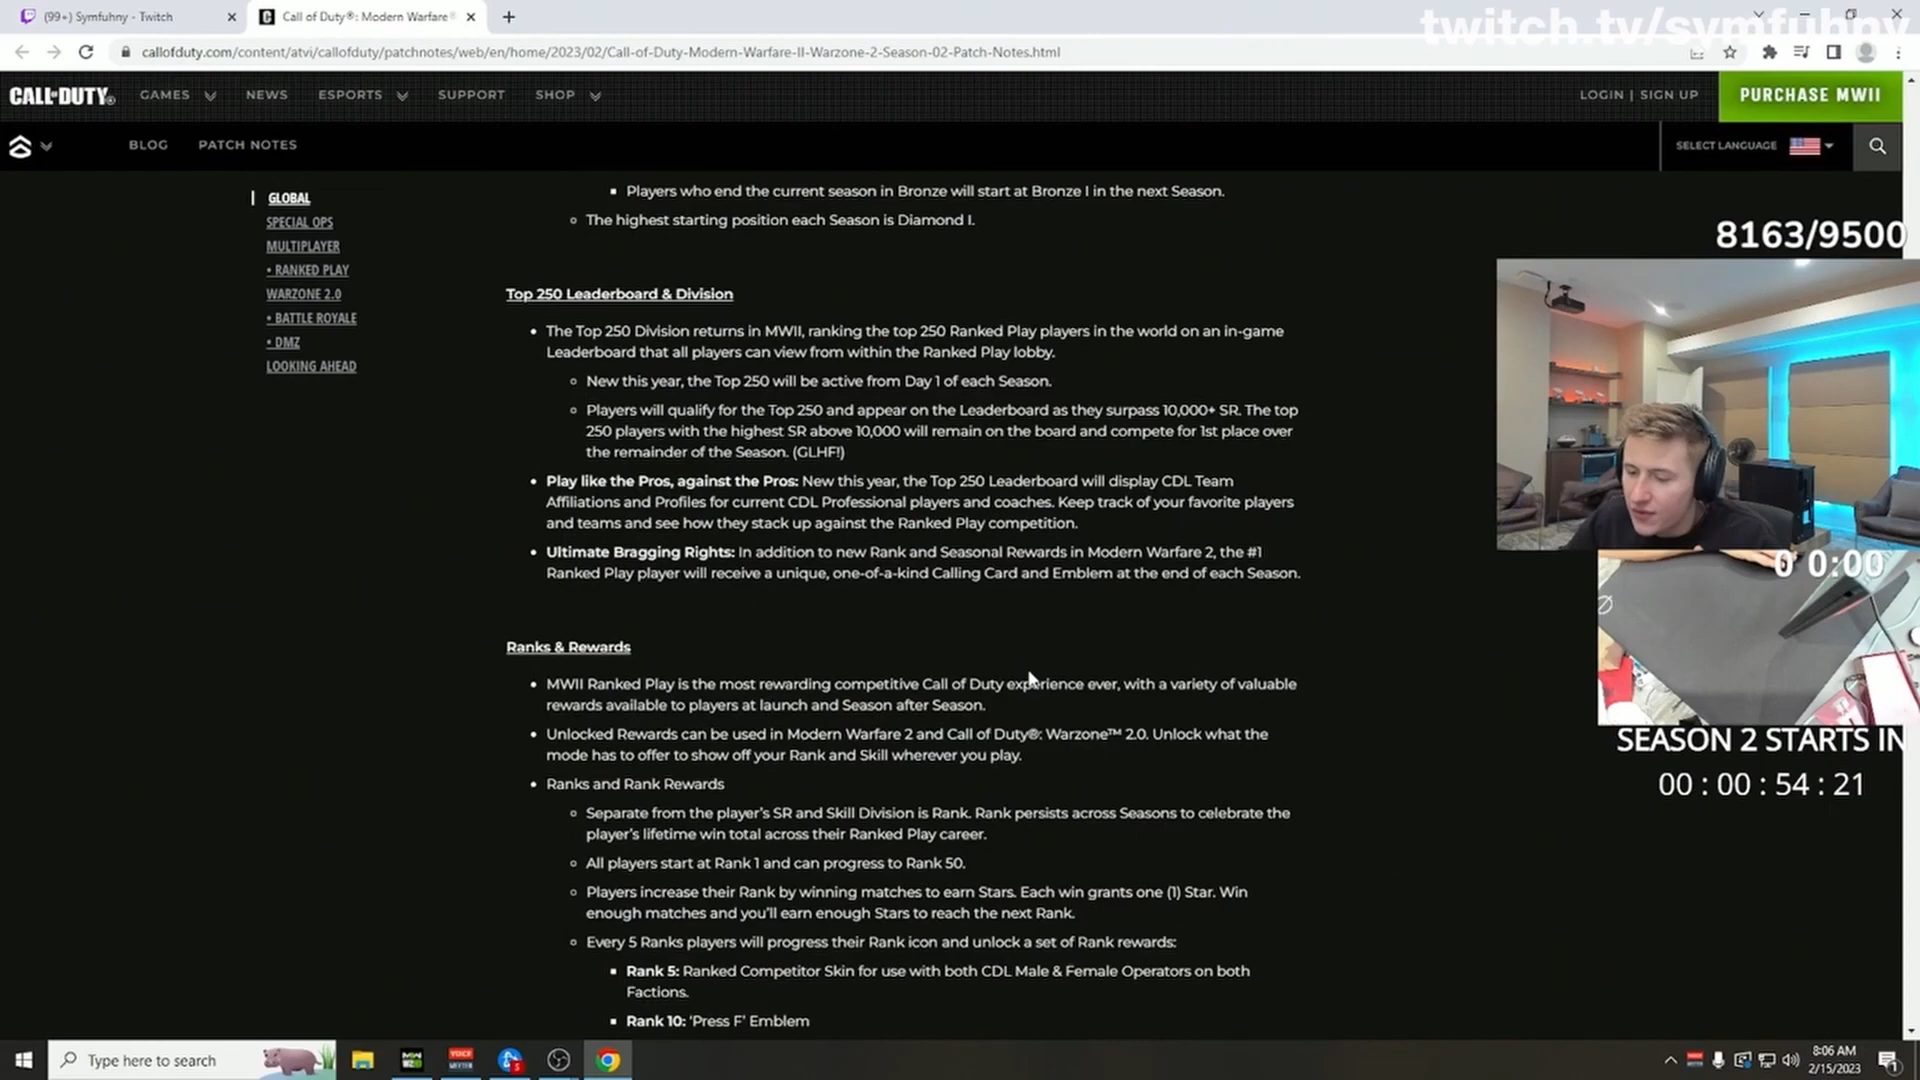 (99+) Symfuhny - Twitch
Call of Duty®: Modern Warfare®
twitch.tv/symfuhny
callofduty.com/content/atvi/callofduty/patchnotes/web/en/home/2023/02/Call-of-Duty-Modern-Warfare-II-Warzone-2-Season-02-Patch-Notes.html
CALL OF DUTY®
GAMES
NEWS
ESPORTS
SUPPORT
SHOP
LOGIN | SIGN UP
PURCHASE MWII
BLOG
PATCH NOTES
SELECT LANGUAGE
GLOBAL
SPECIAL OPS
MULTIPLAYER
• RANKED PLAY
WARZONE 2.0
• BATTLE ROYALE
• DMZ
LOOKING AHEAD
▪ Players who end the current season in Bronze will start at Bronze I in the next Season.
◦ The highest starting position each Season is Diamond I.
Top 250 Leaderboard & Division
• The Top 250 Division returns in MWII, ranking the top 250 Ranked Play players in the world on an in-game
Leaderboard that all players can view from within the Ranked Play lobby.
◦ New this year, the Top 250 will be active from Day 1 of each Season.
◦ Players will qualify for the Top 250 and appear on the Leaderboard as they surpass 10,000+ SR. The top
250 players with the highest SR above 10,000 will remain on the board and compete for 1st place over
the remainder of the Season. (GLHF!)
• Play like the Pros, against the Pros: New this year, the Top 250 Leaderboard will display CDL Team
Affiliations and Profiles for current CDL Professional players and coaches. Keep track of your favorite players
and teams and see how they stack up against the Ranked Play competition.
• Ultimate Bragging Rights: In addition to new Rank and Seasonal Rewards in Modern Warfare 2, the #1
Ranked Play player will receive a unique, one-of-a-kind Calling Card and Emblem at the end of each Season.
Ranks & Rewards
• MWII Ranked Play is the most rewarding competitive Call of Duty experience ever, with a variety of valuable
rewards available to players at launch and Season after Season.
• Unlocked Rewards can be used in Modern Warfare 2 and Call of Duty®: Warzone™ 2.0. Unlock what the
mode has to offer to show off your Rank and Skill wherever you play.
• Ranks and Rank Rewards
◦ Separate from the player's SR and Skill Division is Rank. Rank persists across Seasons to celebrate the
player's lifetime win total across their Ranked Play career.
◦ All players start at Rank 1 and can progress to Rank 50.
◦ Players increase their Rank by winning matches to earn Stars. Each win grants one (1) Star. Win
enough matches and you'll earn enough Stars to reach the next Rank.
◦ Every 5 Ranks players will progress their Rank icon and unlock a set of Rank rewards:
▪ Rank 5: Ranked Competitor Skin for use with both CDL Male & Female Operators on both
Factions.
▪ Rank 10: 'Press F' Emblem
8163/9500
0 0:00
SEASON 2 STARTS IN
00 : 00 : 54 : 21
Type here to search
8:06 AM
2/15/2023